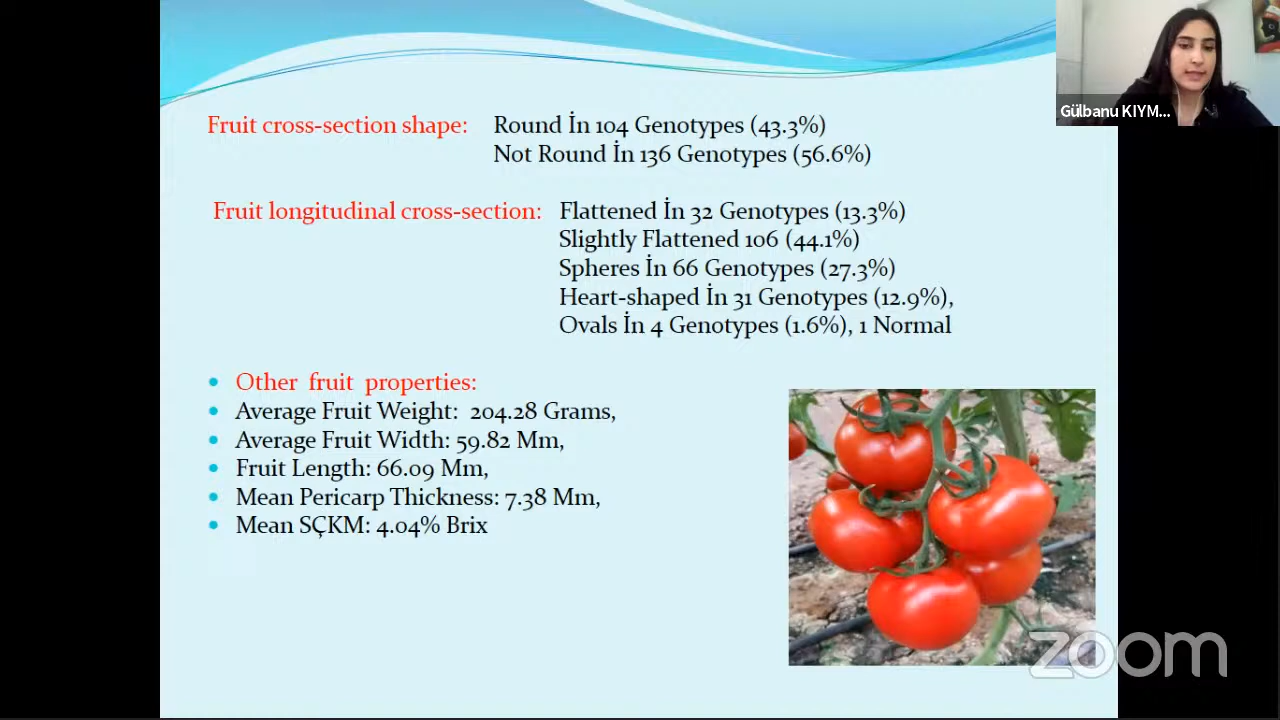 Gülbanu KIYM...
Fruit cross-section shape: Round İn 104 Genotypes (43.3%)
Not Round İn 136 Genotypes (56.6%)
Fruit longitudinal cross-section: Flattened İn 32 Genotypes (13.3%)
Slightly Flattened 106 (44.1%)
Spheres İn 66 Genotypes (27.3%)
Heart-shaped İn 31 Genotypes (12.9%),
Ovals İn 4 Genotypes (1.6%), 1 Normal
Other fruit properties:
Average Fruit Weight: 204.28 Grams,
Average Fruit Width: 59.82 Mm,
Fruit Length: 66.09 Mm,
Mean Pericarp Thickness: 7.38 Mm,
Mean SÇKM: 4.04% Brix
zoom